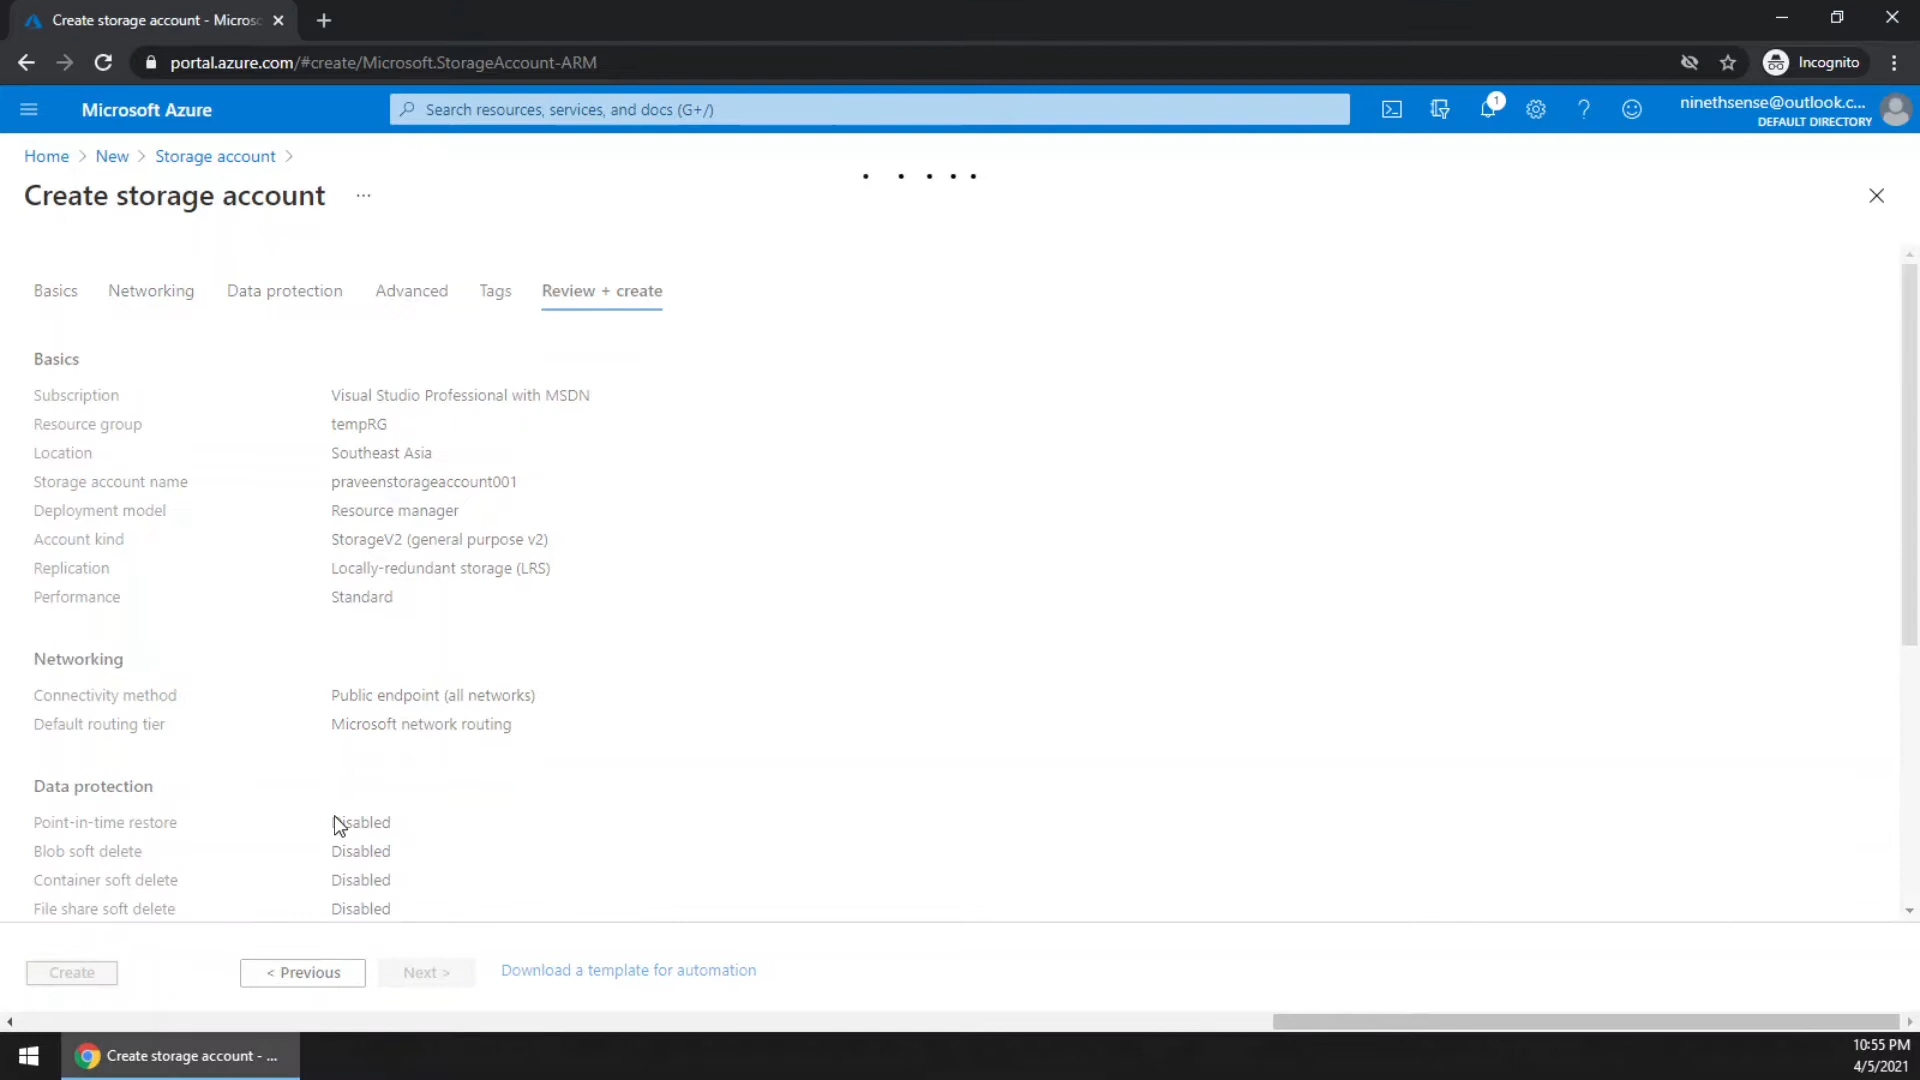 Create storage account - Micros
portal.azure.com/#create/Microsoft.StorageAccount-ARM
Incognito
Microsoft Azure
Search resources, services, and docs (G+/)
1
ninethsense@outlook.c...
DEFAULT DIRECTORY
Home > New > Storage account >
Create storage account ...
Basics Networking Data protection Advanced Tags Review + create
Basics
Subscription Visual Studio Professional with MSDN
Resource group tempRG
Location Southeast Asia
Storage account name praveenstorageaccount001
Deployment model Resource manager
Account kind StorageV2 (general purpose v2)
Replication Locally-redundant storage (LRS)
Performance Standard
Networking
Connectivity method Public endpoint (all networks)
Default routing tier Microsoft network routing
Data protection
Point-in-time restore Disabled
Blob soft delete Disabled
Container soft delete Disabled
File share soft delete Disabled
Create < Previous Next > Download a template for automation
Create storage account - ...
10:55 PM
4/5/2021